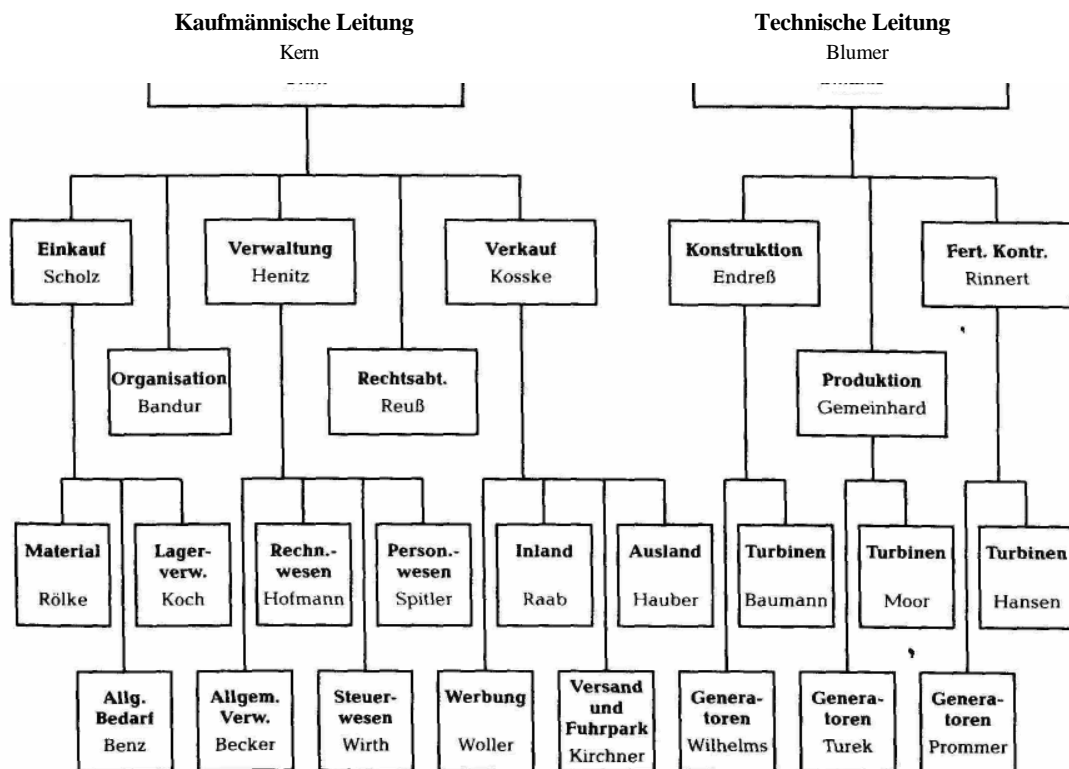 Kaufmännische Leitung
Kern
Technische Leitung
Blumer
Einkauf
Scholz
Verwaltung
Henitz
Verkauf
Kosske
Konstruktion
Endreß
Fert. Kontr.
Rinnert
Organisation
Bandur
Rechtsabt.
Reuß
Produktion
Gemeinhard
Material
Rölke
Lager-
verw.
Koch
Rechn.-
wesen
Hofmann
Person.-
wesen
Spitler
Inland
Raab
Ausland
Hauber
Turbinen
Baumann
Turbinen
Moor
Turbinen
Hansen
Allg.
Bedarf
Benz
Allgem.
Verw.
Becker
Steuer-
wesen
Wirth
Werbung
Woller
Versand
und
Fuhrpark
Kirchner
Genera-
toren
Wilhelms
Genera-
toren
Turek
Genera-
toren
Prommer